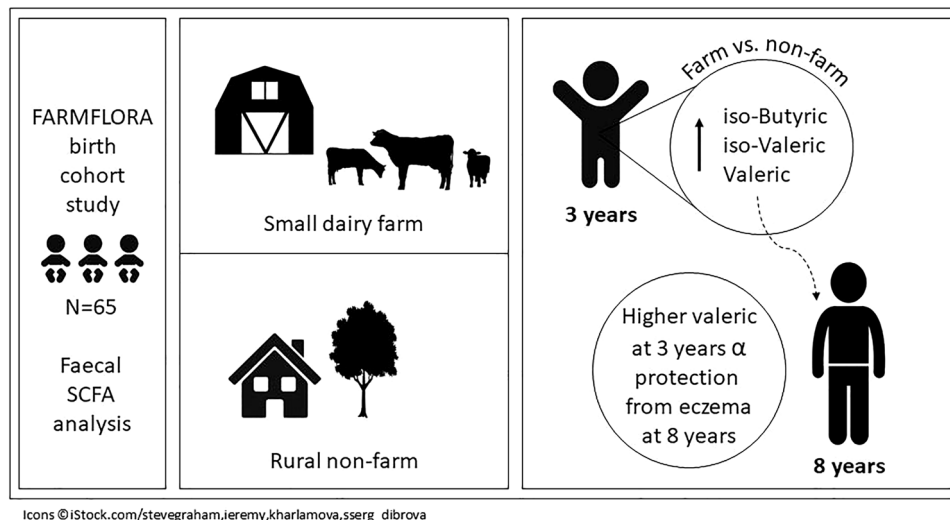 FARMFLORA
birth
cohort
study
N=65
Faecal
SCFA
analysis
Small dairy farm
Rural non-farm
Farm vs. non-farm
iso-Butyric
iso-Valeric
Valeric
3 years
Higher valeric
at 3 years α
protection
from eczema
at 8 years
8 years
Icons ©iStock.com/stevegraham,jeremy,kharlamova,sserg_dibrova